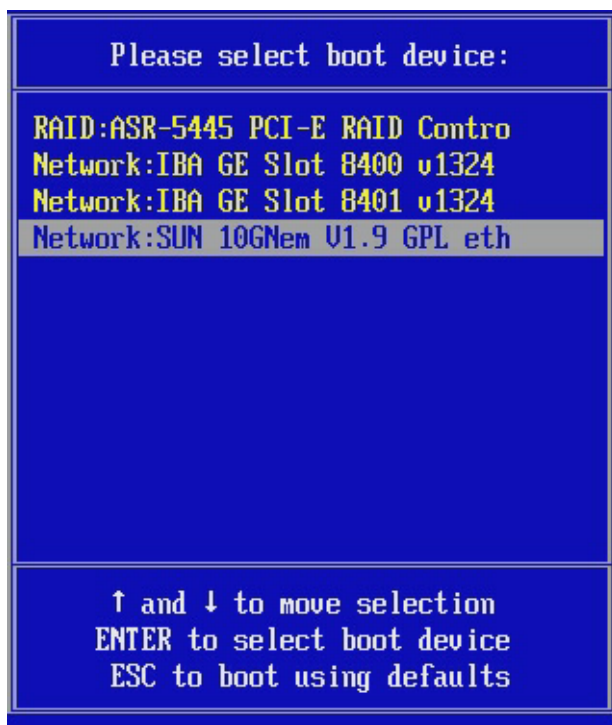 Please select boot device:
RAID:ASR-5445 PCI-E RAID Contro
Network:IBA GE Slot 8400 v1324
Network:IBA GE Slot 8401 v1324
Network:SUN 10GNem V1.9 GPL eth
↑ and ↓ to move selection
ENTER to select boot device
ESC to boot using defaults